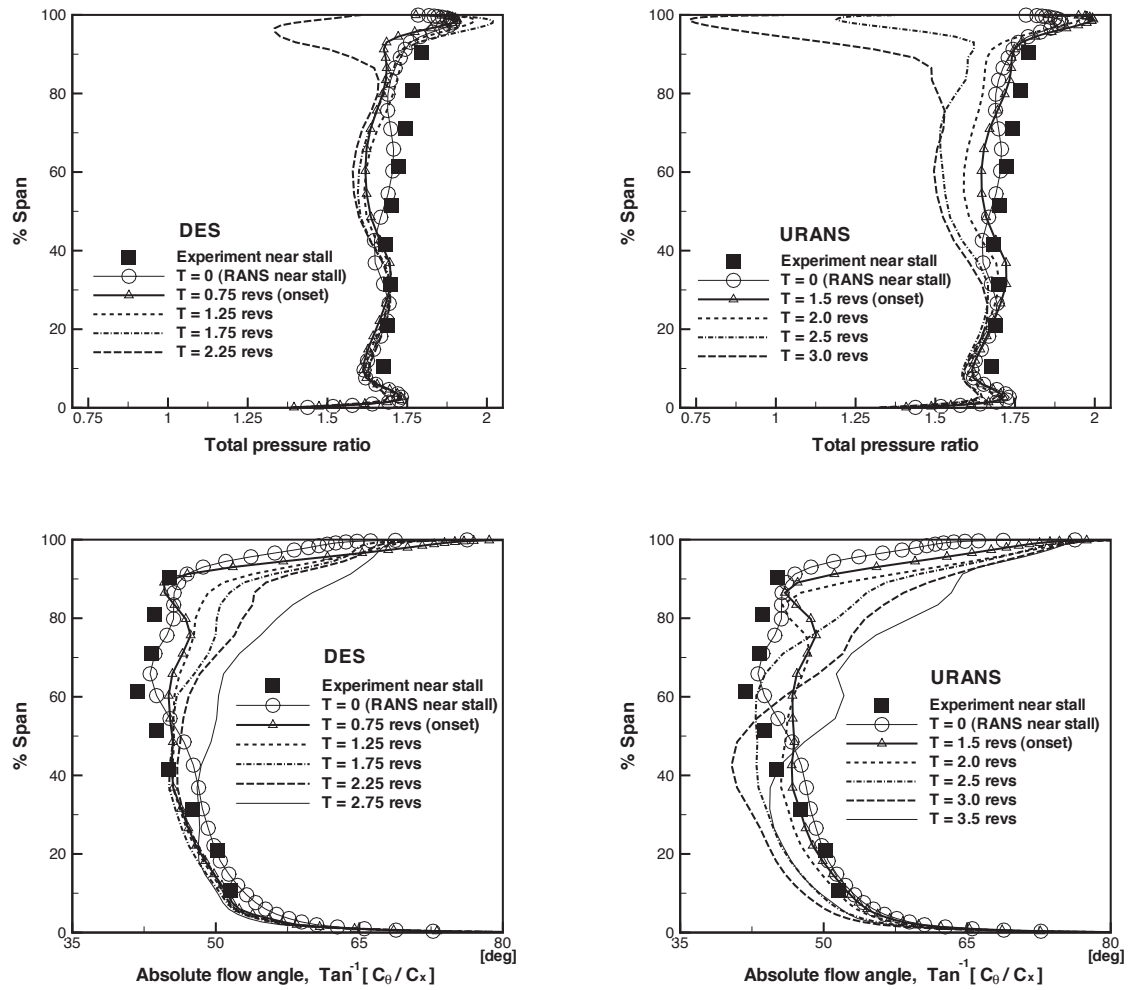 100
80
60
40
20
0
% Span
DES
Experiment near stall
T = 0 (RANS near stall)
T = 0.75 revs (onset)
T = 1.25 revs
T = 1.75 revs
T = 2.25 revs
0.75 1 1.25 1.5 1.75 2
Total pressure ratio
100
80
60
40
20
0
% Span
URANS
Experiment near stall
T = 0 (RANS near stall)
T = 1.5 revs (onset)
T = 2.0 revs
T = 2.5 revs
T = 3.0 revs
0.75 1 1.25 1.5 1.75 2
Total pressure ratio
100
80
60
40
20
0
% Span
DES
Experiment near stall
T = 0 (RANS near stall)
T = 0.75 revs (onset)
T = 1.25 revs
T = 1.75 revs
T = 2.25 revs
T = 2.75 revs
35 50 65 80
[deg]
Absolute flow angle, Tan⁻¹ [ Cθ / Cx ]
100
80
60
40
20
0
% Span
URANS
Experiment near stall
T = 0 (RANS near stall)
T = 1.5 revs (onset)
T = 2.0 revs
T = 2.5 revs
T = 3.0 revs
T = 3.5 revs
35 50 65 80
[deg]
Absolute flow angle, Tan⁻¹ [ Cθ / Cx ]